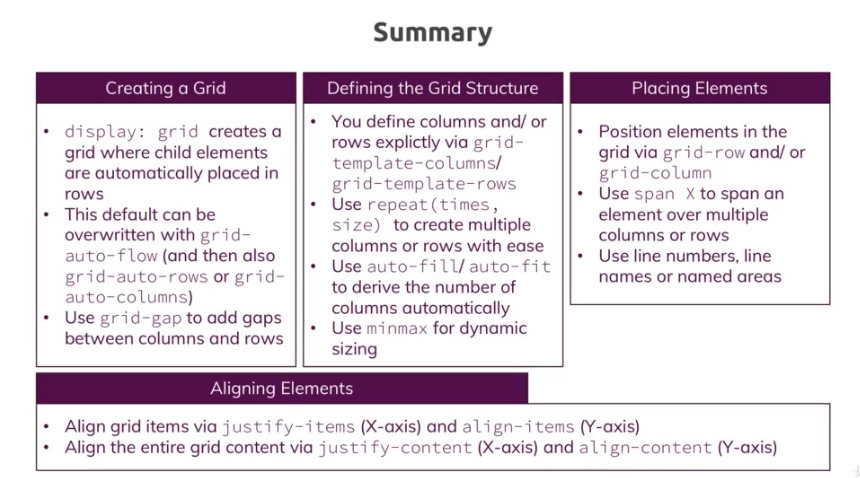 Summary
Creating a Grid
• display: grid creates a
grid where child elements
are automatically placed in
rows
• This default can be
overwritten with grid-
auto-flow (and then also
grid-auto-rows or grid-
auto-columns)
• Use grid-gap to add gaps
between columns and rows
Defining the Grid Structure
• You define columns and/ or
rows explictly via grid-
template-columns/
grid-template-rows
• Use repeat(times,
size) to create multiple
columns or rows with ease
• Use auto-fill/ auto-fit
to derive the number of
columns automatically
• Use minmax for dynamic
sizing
Placing Elements
• Position elements in the
grid via grid-row and/ or
grid-column
• Use span X to span an
element over multiple
columns or rows
• Use line numbers, line
names or named areas
Aligning Elements
• Align grid items via justify-items (X-axis) and align-items (Y-axis)
• Align the entire grid content via justify-content (X-axis) and align-content (Y-axis)